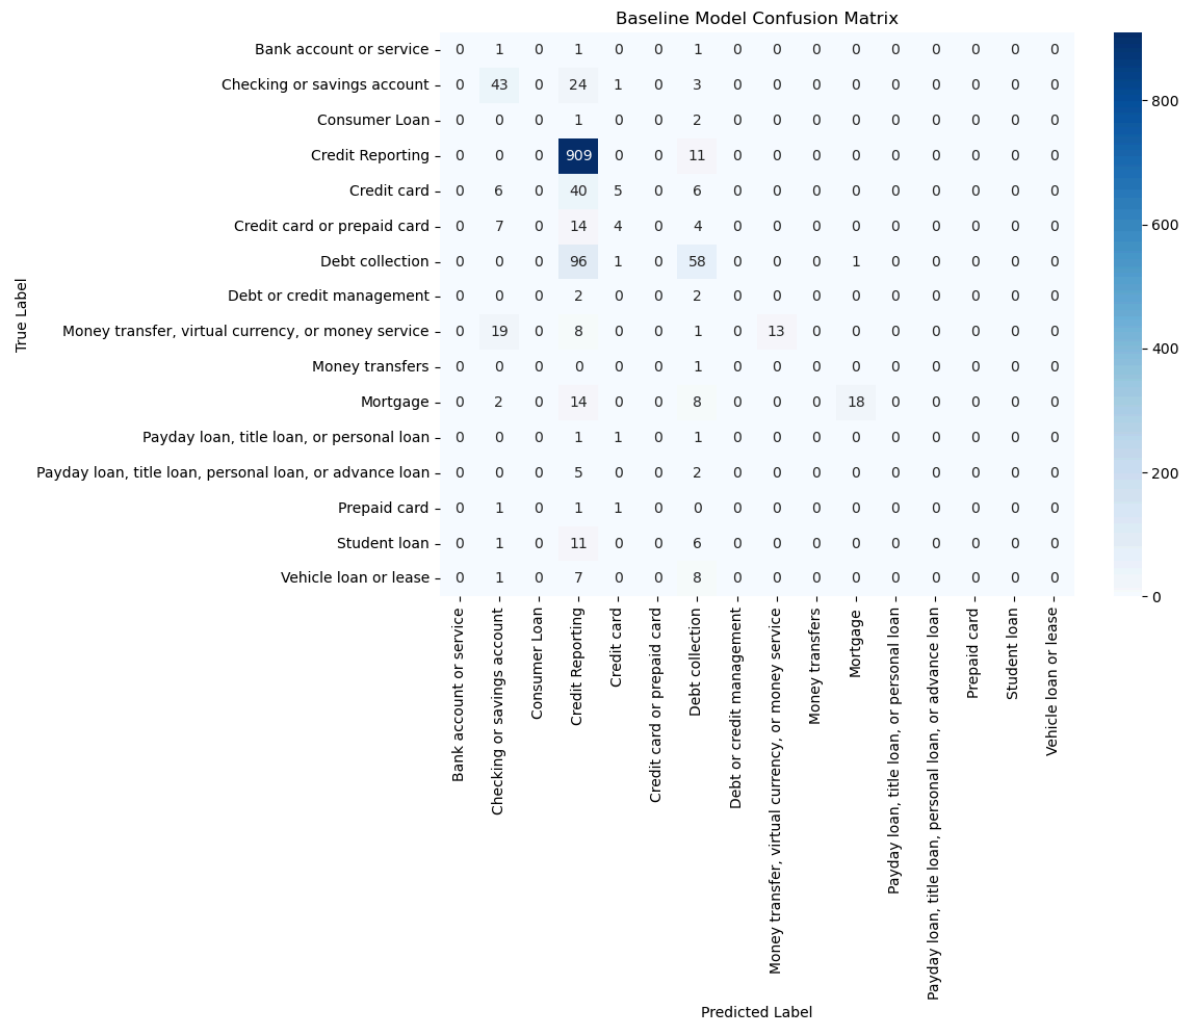 Baseline Model Confusion Matrix
Bank account or service 0 1 0 1 0 0 1 0 0 0 0 0 0 0 0 0
Checking or savings account 0 43 0 24 1 0 3 0 0 0 0 0 0 0 0 0
Consumer Loan 0 0 0 1 0 0 2 0 0 0 0 0 0 0 0 0
Credit Reporting 0 0 0 909 0 0 11 0 0 0 0 0 0 0 0 0
Credit card 0 6 0 40 5 0 6 0 0 0 0 0 0 0 0 0
Credit card or prepaid card 0 7 0 14 4 0 4 0 0 0 0 0 0 0 0 0
Debt collection 0 0 0 96 1 0 58 0 0 0 1 0 0 0 0 0
Debt or credit management 0 0 0 2 0 0 2 0 0 0 0 0 0 0 0 0
Money transfer, virtual currency, or money service 0 19 0 8 0 0 1 0 13 0 0 0 0 0 0 0
Money transfers 0 0 0 0 0 0 1 0 0 0 0 0 0 0 0 0
Mortgage 0 2 0 14 0 0 8 0 0 0 18 0 0 0 0 0
Payday loan, title loan, or personal loan 0 0 0 1 1 0 1 0 0 0 0 0 0 0 0 0
Payday loan, title loan, personal loan, or advance loan 0 0 0 5 0 0 2 0 0 0 0 0 0 0 0 0
Prepaid card 0 1 0 1 1 0 0 0 0 0 0 0 0 0 0 0
Student loan 0 1 0 11 0 0 6 0 0 0 0 0 0 0 0 0
Vehicle loan or lease 0 1 0 7 0 0 8 0 0 0 0 0 0 0 0 0
True Label
Bank account or service
Checking or savings account
Consumer Loan
Credit Reporting
Credit card
Credit card or prepaid card
Debt collection
Debt or credit management
Money transfer, virtual currency, or money service
Money transfers
Mortgage
Payday loan, title loan, or personal loan
Payday loan, title loan, personal loan, or advance loan
Prepaid card
Student loan
Vehicle loan or lease
Predicted Label
800
600
400
200
0